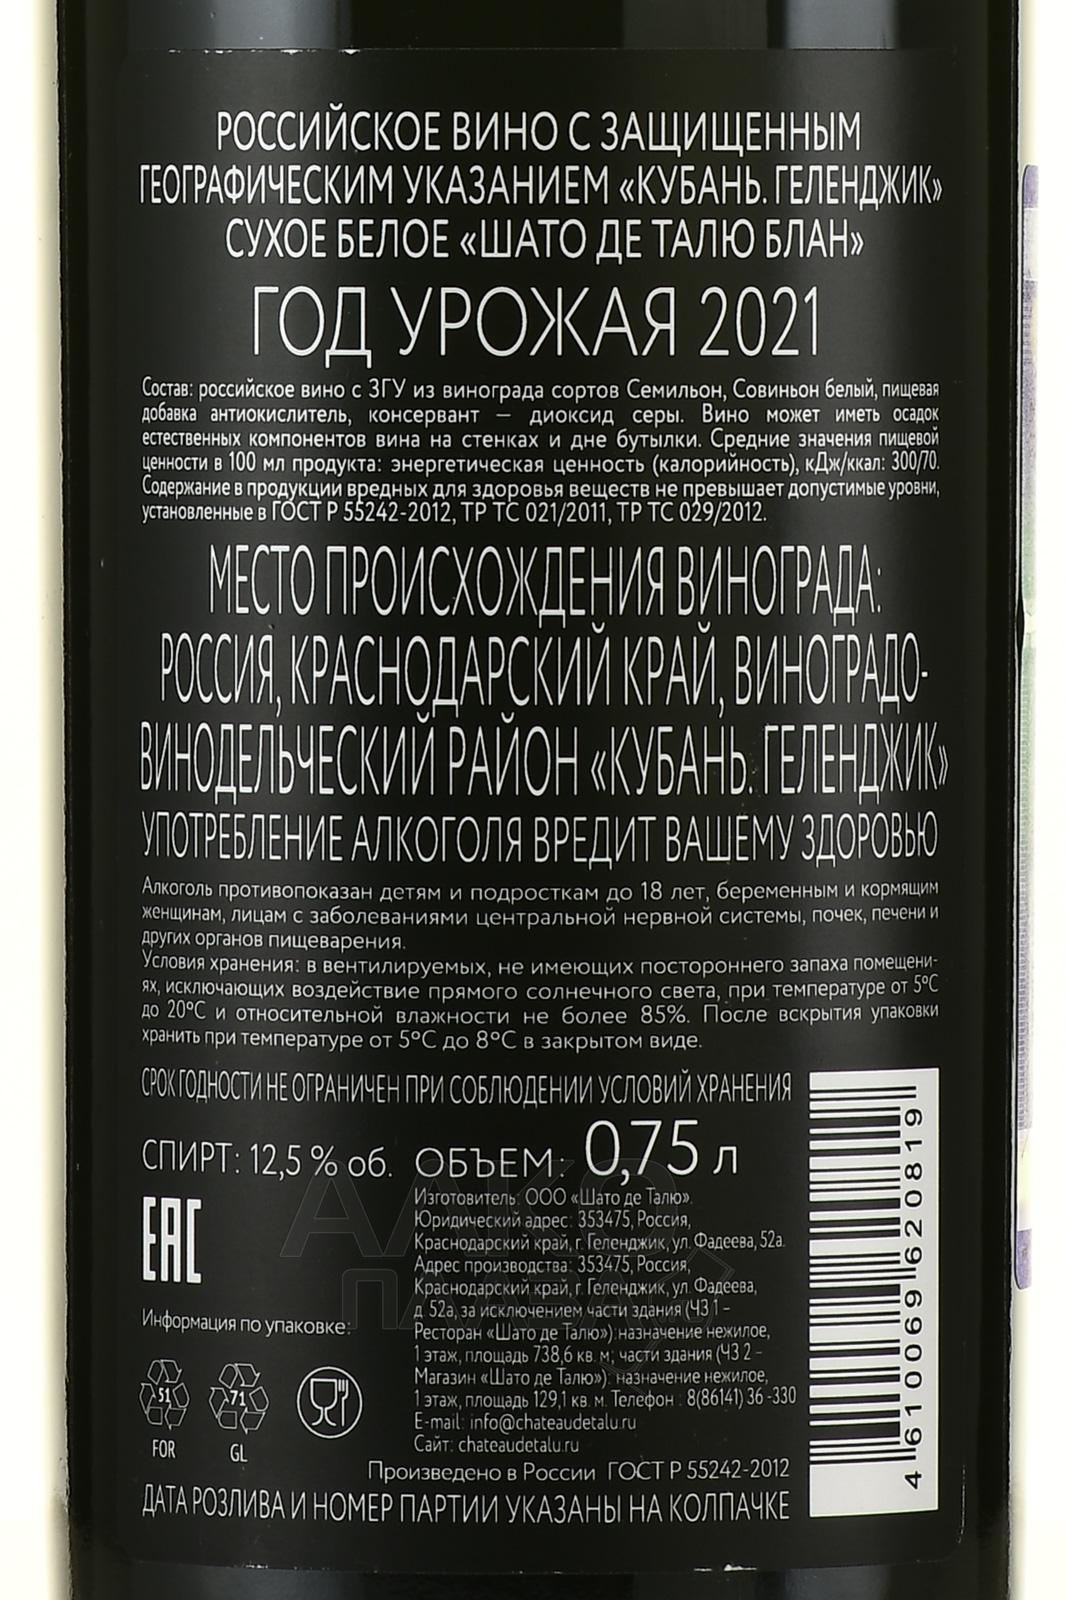 РОССИЙСКОЕ ВИНО С ЗАЩИЩЕННЫМ
ГЕОГРАФИЧЕСКИМ УКАЗАНИЕМ «КУБАНЬ. ГЕЛЕНДЖИК»
СУХОЕ БЕЛОЕ «ШАТО ДЕ ТАЛЮ БЛАН»
ГОД УРОЖАЯ 2021
Состав: российское вино с ЗГУ из винограда сортов Семильон, Совиньон белый, пищевая
добавка антиокислитель, консервант — диоксид серы. Вино может иметь осадок
естественных компонентов вина на стенках и дне бутылки. Средние значения пищевой
ценности в 100 мл продукта: энергетическая ценность (калорийность), кДж/ккал: 300/70.
Содержание в продукции вредных для здоровья веществ не превышает допустимые уровни,
установленные в ГОСТ Р 55242-2012, ТР ТС 021/2011, ТР ТС 029/2012.
МЕСТО ПРОИСХОЖДЕНИЯ ВИНОГРАДА:
РОССИЯ, КРАСНОДАРСКИЙ КРАЙ, ВИНОГРАДО-
ВИНОДЕЛЬЧЕСКИЙ РАЙОН «КУБАНЬ. ГЕЛЕНДЖИК»
УПОТРЕБЛЕНИЕ АЛКОГОЛЯ ВРЕДИТ ВАШЕМУ ЗДОРОВЬЮ
Алкоголь противопоказан детям и подросткам до 18 лет, беременным и кормящим
женщинам, лицам с заболеваниями центральной нервной системы, почек, печени и
других органов пищеварения.
Условия хранения: в вентилируемых, не имеющих постороннего запаха помещени-
ях, исключающих воздействие прямого солнечного света, при температуре от 5°С
до 20°С и относительной влажности не более 85%. После вскрытия упаковки
хранить при температуре от 5°С до 8°С в закрытом виде.
СРОК ГОДНОСТИ НЕ ОГРАНИЧЕН ПРИ СОБЛЮДЕНИИ УСЛОВИЙ ХРАНЕНИЯ
СПИРТ: 12,5 % об. ОБЪЕМ: 0,75 л
EAC
Информация по упаковке:
51
FOR
71
GL
Изготовитель: ООО «Шато де Талю».
Юридический адрес: 353475, Россия,
Краснодарский край, г. Геленджик, ул. Фадеева, 52а.
Адрес производства: 353475, Россия,
Краснодарский край, г. Геленджик, ул. Фадеева,
д. 52а, за исключением части здания (ЧЗ 1 –
Ресторан «Шато де Талю»): назначение нежилое,
1 этаж, площадь 738,6 кв. м; части здания (ЧЗ 2 –
Магазин «Шато де Талю»): назначение нежилое,
1 этаж, площадь 129,1 кв. м. Телефон : 8(86141) 36 -330
E-mail: info@chateaudetalu.ru
Сайт: chateaudetalu.ru
Произведено в России ГОСТ Р 55242-2012
ДАТА РОЗЛИВА И НОМЕР ПАРТИИ УКАЗАНЫ НА КОЛПАЧКЕ
4 610069 620819
АЛКО
ПЛАЗА.RU